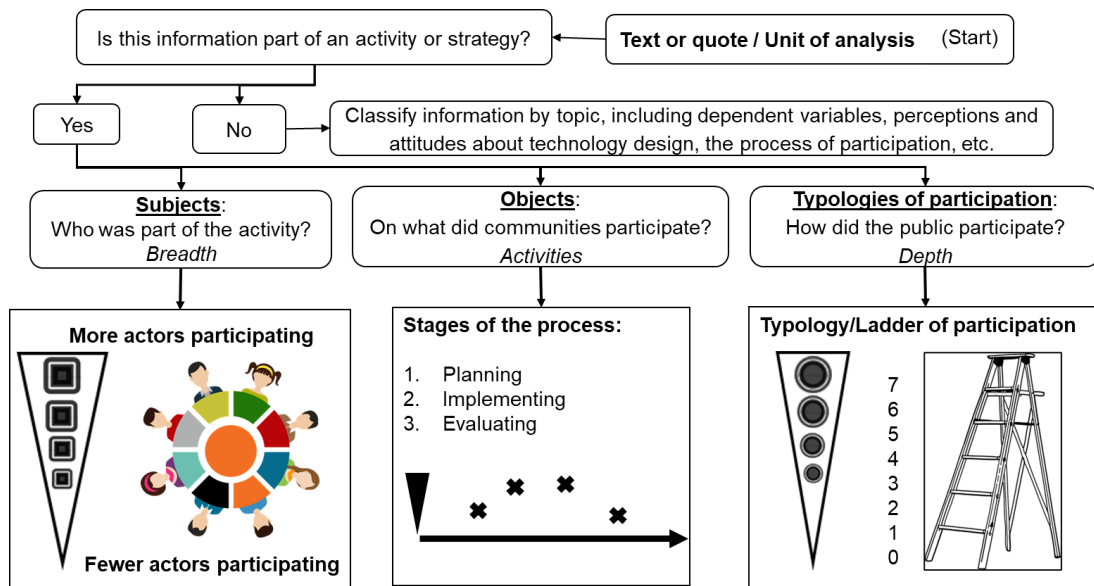 Is this information part of an activity or strategy?
Text or quote / Unit of analysis (Start)
Yes
No
Classify information by topic, including dependent variables, perceptions and
attitudes about technology design, the process of participation, etc.
Subjects:
Who was part of the activity?
Breadth
Objects:
On what did communities participate?
Activities
Typologies of participation:
How did the public participate?
Depth
More actors participating
Fewer actors participating
Stages of the process:
1. Planning
2. Implementing
3. Evaluating
Typology/Ladder of participation
7
6
5
4
3
2
1
0